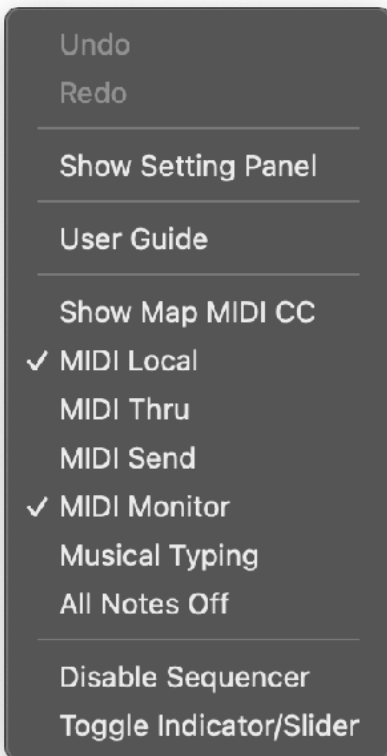 Undo
Redo
Show Setting Panel
User Guide
Show Map MIDI CC
✓ MIDI Local
MIDI Thru
MIDI Send
✓ MIDI Monitor
Musical Typing
All Notes Off
Disable Sequencer
Toggle Indicator/Slider